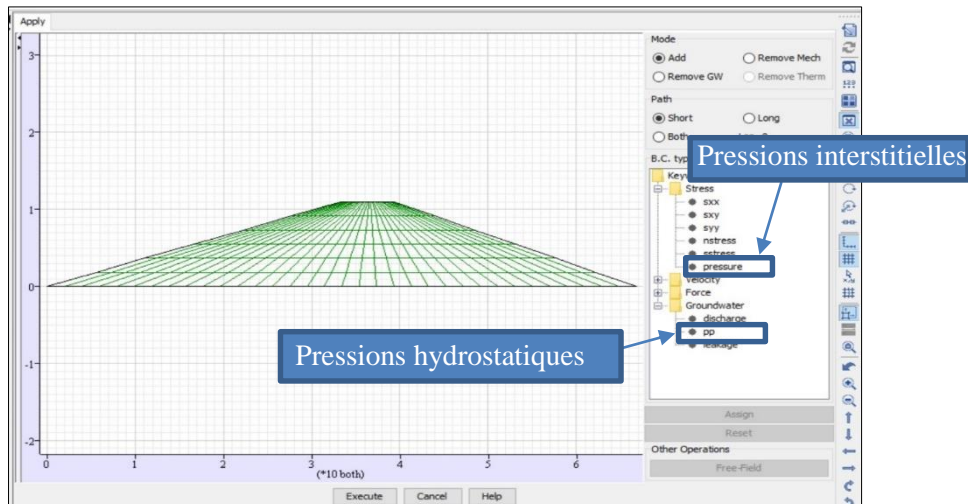 Apply
Mode
Add
Remove Mech
Remove GW
Remove Therm
Path
Short
Long
Both
B.C. typ
Pressions interstitielles
Stress
sxx
sxy
syy
nstress
sstress
pressure
Velocity
Force
Groundwater
discharge
pp
leakage
Pressions hydrostatiques
Assign
Reset
Other Operations
Free-Field
3
2
1
0
-1
-2
0 1 2 3 4 5 6
(*10 both)
Execute Cancel Help